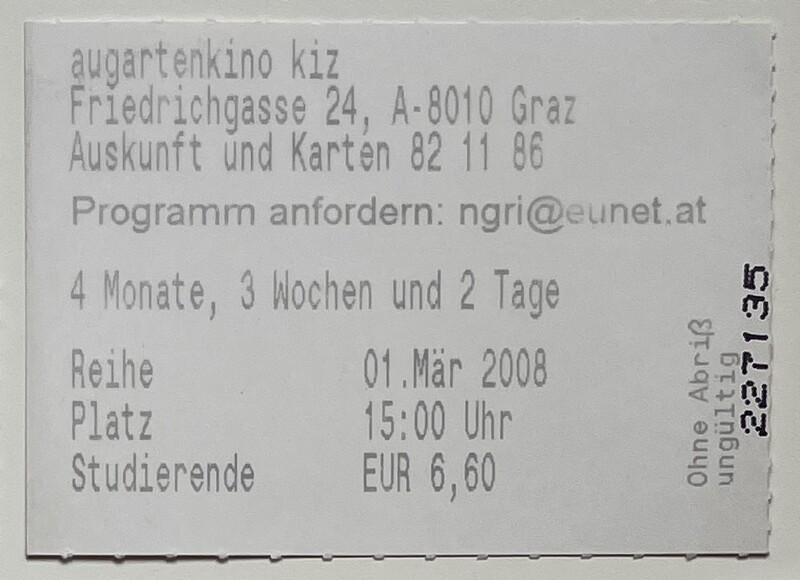 augartenkino kiz
Friedrichgasse 24, A-8010 Graz
Auskunft und Karten 82 11 86
Programm anfordern: ngri@eunet.at
4 Monate, 3 Wochen und 2 Tage
Reihe 01.Mär 2008
Platz 15:00 Uhr
Studierende EUR 6,60
Ohne Abriß
ungültig
227135